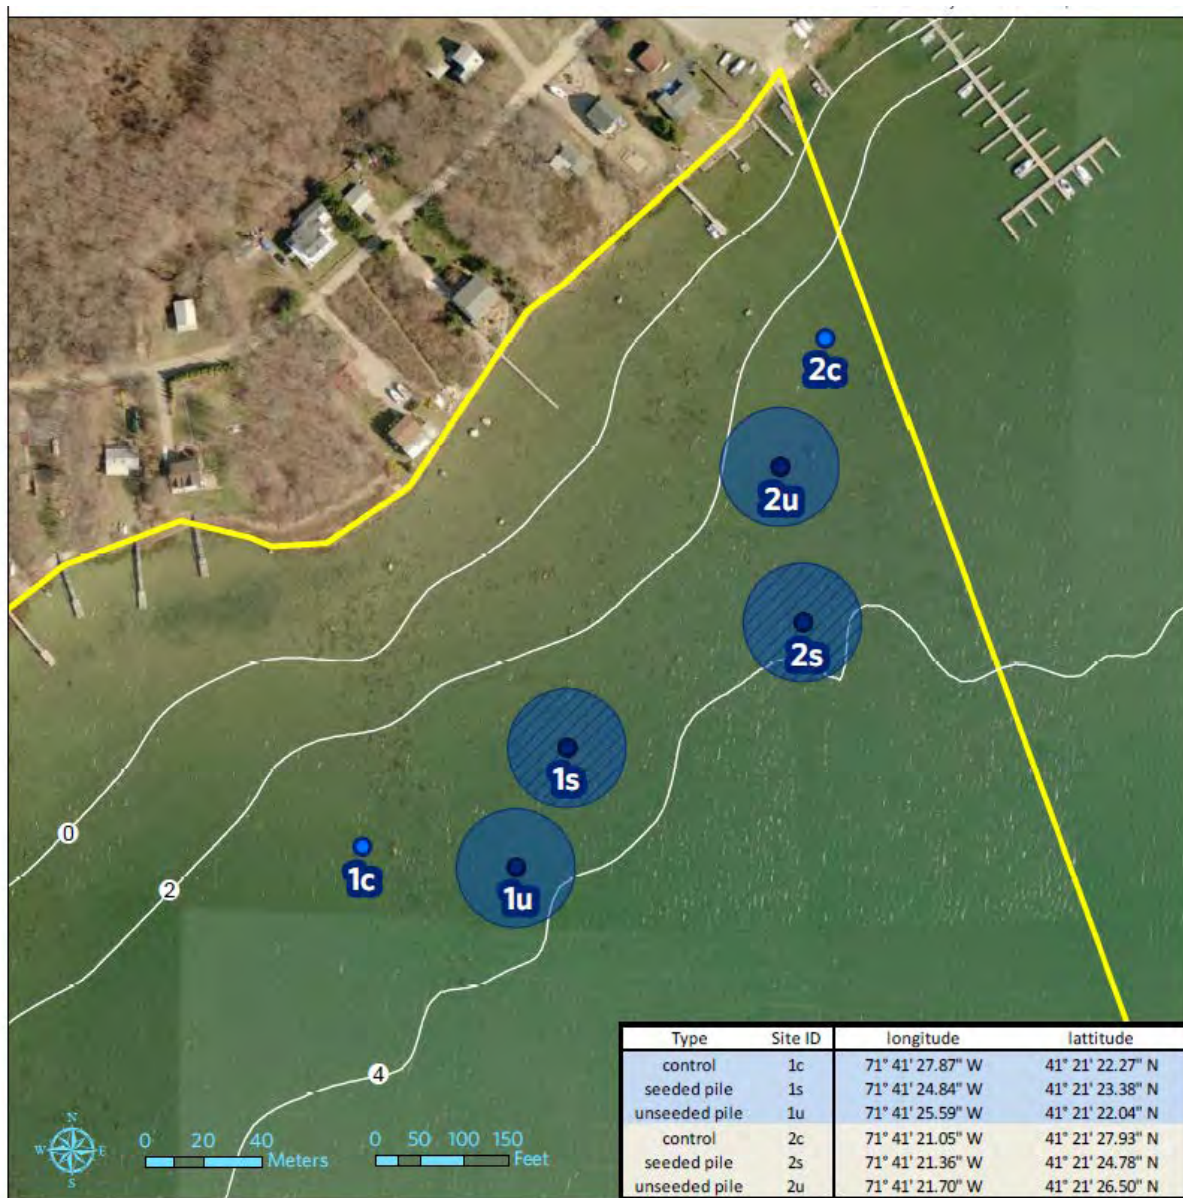 2c
2u
2s
1s
0
1c
2
1u
4
N
W E
S
0 20 40
Meters
0 50 100 150
Feet
Type Site ID longitude lattitude
control 1c 71° 41' 27.87" W 41° 21' 22.27" N
seeded pile 1s 71° 41' 24.84" W 41° 21' 23.38" N
unseeded pile 1u 71° 41' 25.59" W 41° 21' 22.04" N
control 2c 71° 41' 21.05" W 41° 21' 27.93" N
seeded pile 2s 71° 41' 21.36" W 41° 21' 24.78" N
unseeded pile 2u 71° 41' 21.70" W 41° 21' 26.50" N